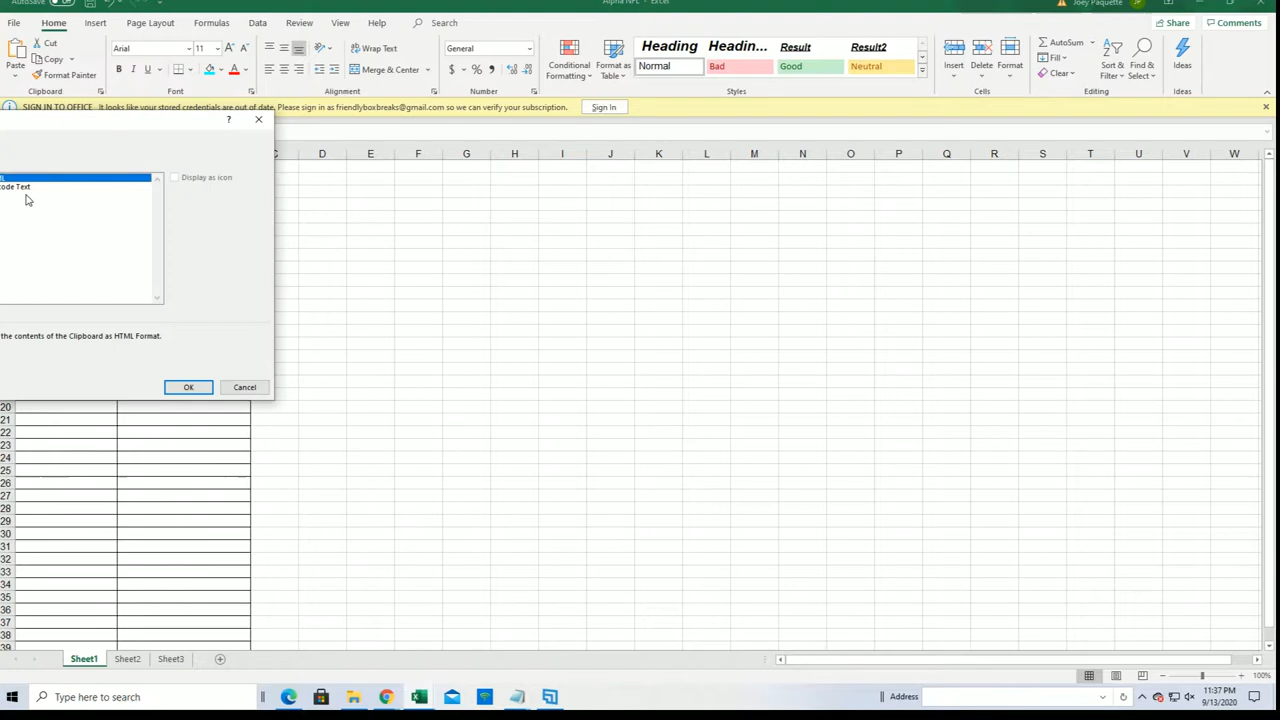 AutoSave Off
Alpha NFL - Excel
Joey Paquette JP
File Home Insert Page Layout Formulas Data Review View Help Search Share Comments
Cut
Copy
Format Painter
Paste
Clipboard
Arial 11
B I U
Font
Wrap Text
Merge & Center
Alignment
General
$ % ,
Number
Conditional Formatting
Format as Table
Heading Headin... Result Result2
Normal Bad Good Neutral
Styles
Insert Delete Format
Cells
AutoSum
Fill
Clear
Sort & Filter
Find & Select
Editing
Ideas
Ideas
SIGN IN TO OFFICE It looks like your stored credentials are out of date. Please sign in as friendlyboxbreaks@gmail.com so we can verify your subscription. Sign In
?
Display as icon
code Text
the contents of the Clipboard as HTML Format.
OK Cancel
C D E F G H I J K L M N O P Q R S T U V W
20
21
22
23
24
25
26
27
28
29
30
31
32
33
34
35
36
37
38
39
Sheet1 Sheet2 Sheet3
100%
Type here to search
Address
11:37 PM
9/13/2020